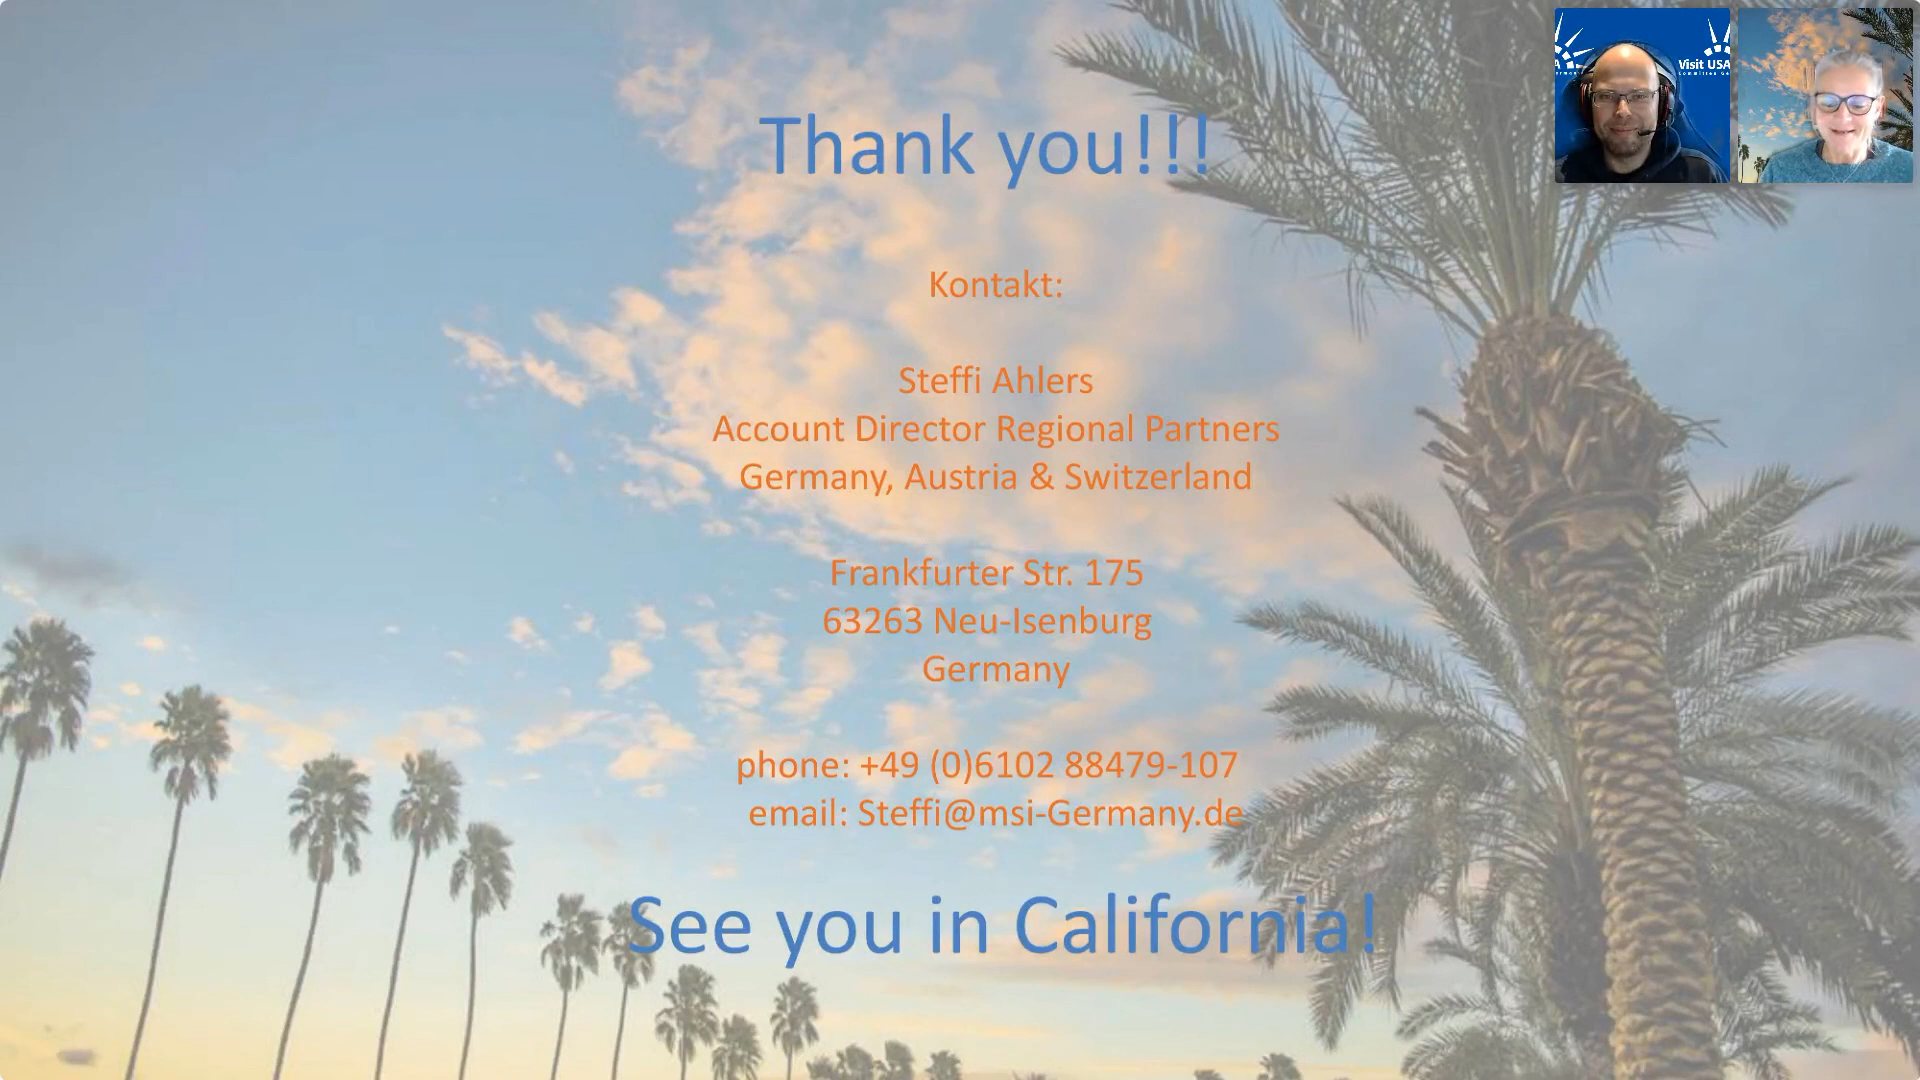 Thank you!!!
Kontakt:
Steffi Ahlers
Account Director Regional Partners
Germany, Austria & Switzerland
Frankfurter Str. 175
63263 Neu-Isenburg
Germany
phone: +49 (0)6102 88479-107
email: Steffi@msi-Germany.de
See you in California!
Visit USA